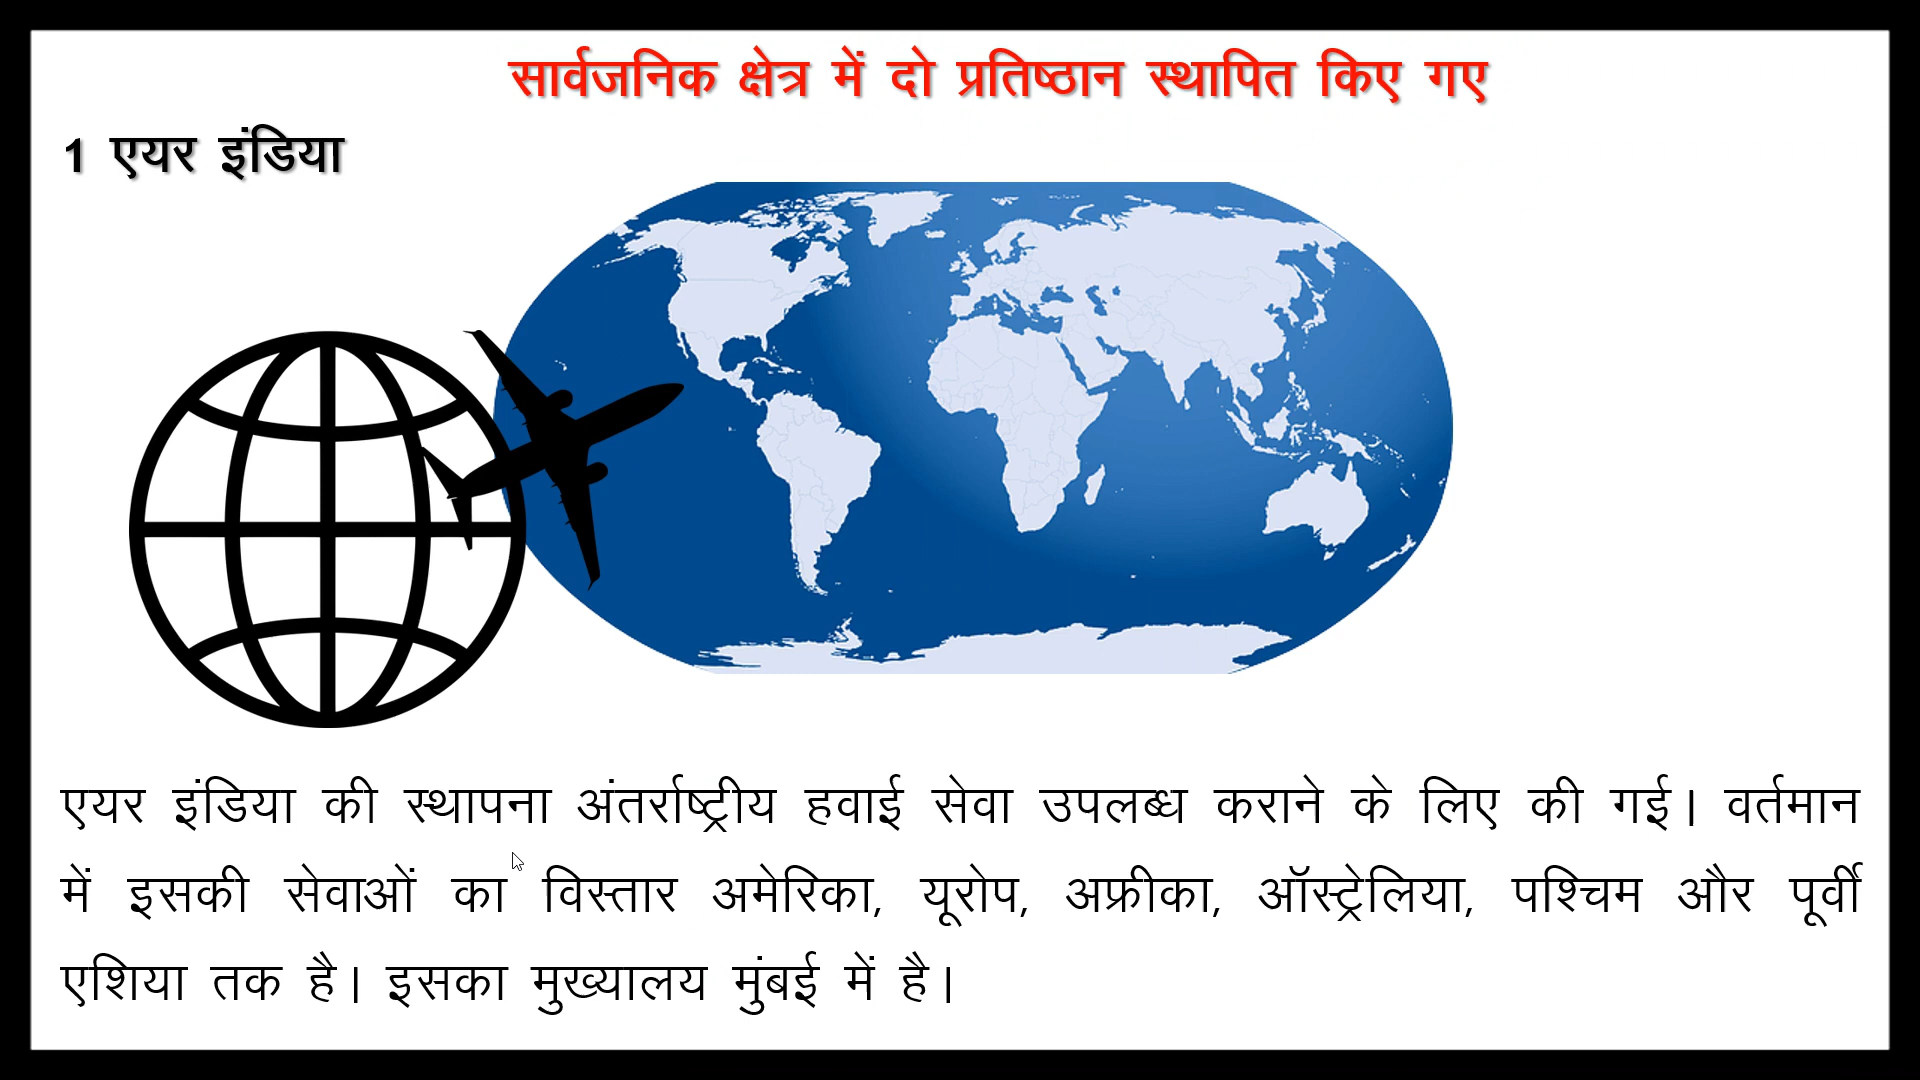 सार्वजनिक क्षेत्र में दो प्रतिष्ठान स्थापित किए गए
1 एयर इंडिया
एयर इंडिया की स्थापना अंतर्राष्ट्रीय हवाई सेवा उपलब्ध कराने के लिए की गई। वर्तमान
में इसकी सेवाओं का विस्तार अमेरिका, यूरोप, अफ्रीका, ऑस्ट्रेलिया, पश्चिम और पूर्वी
एशिया तक है। इसका मुख्यालय मुंबई में है।